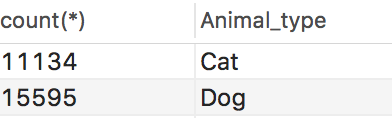 count(*) Animal_type
11134 Cat
15595 Dog